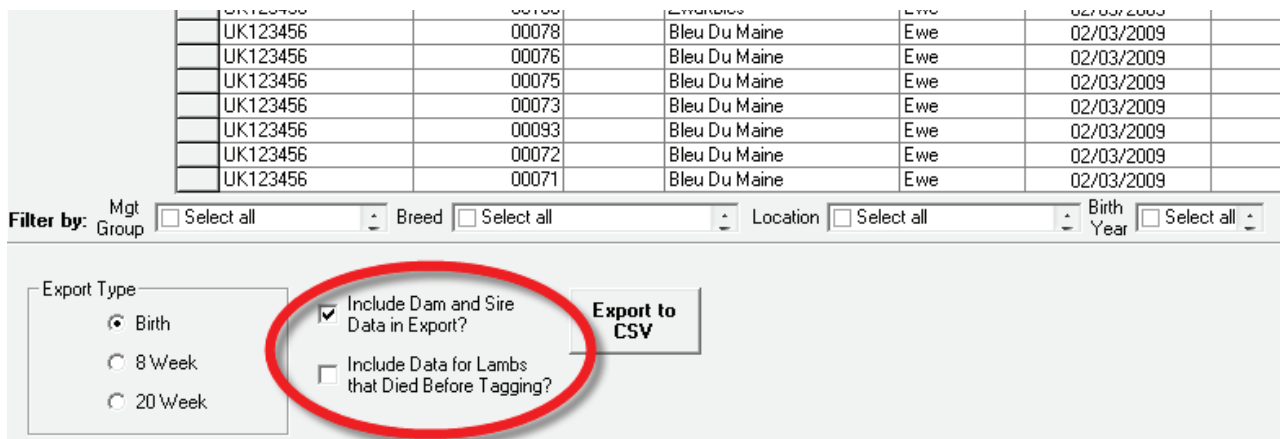 UK123456 00078 Bleu Du Maine Ewe 02/03/2009
UK123456 00076 Bleu Du Maine Ewe 02/03/2009
UK123456 00075 Bleu Du Maine Ewe 02/03/2009
UK123456 00073 Bleu Du Maine Ewe 02/03/2009
UK123456 00093 Bleu Du Maine Ewe 02/03/2009
UK123456 00072 Bleu Du Maine Ewe 02/03/2009
UK123456 00071 Bleu Du Maine Ewe 02/03/2009
Filter by: Mgt Group Select all Breed Select all Location Select all Birth Year Select all
Export Type
Birth
8 Week
20 Week
Include Dam and Sire
Data in Export?
Include Data for Lambs
that Died Before Tagging?
Export to
CSV